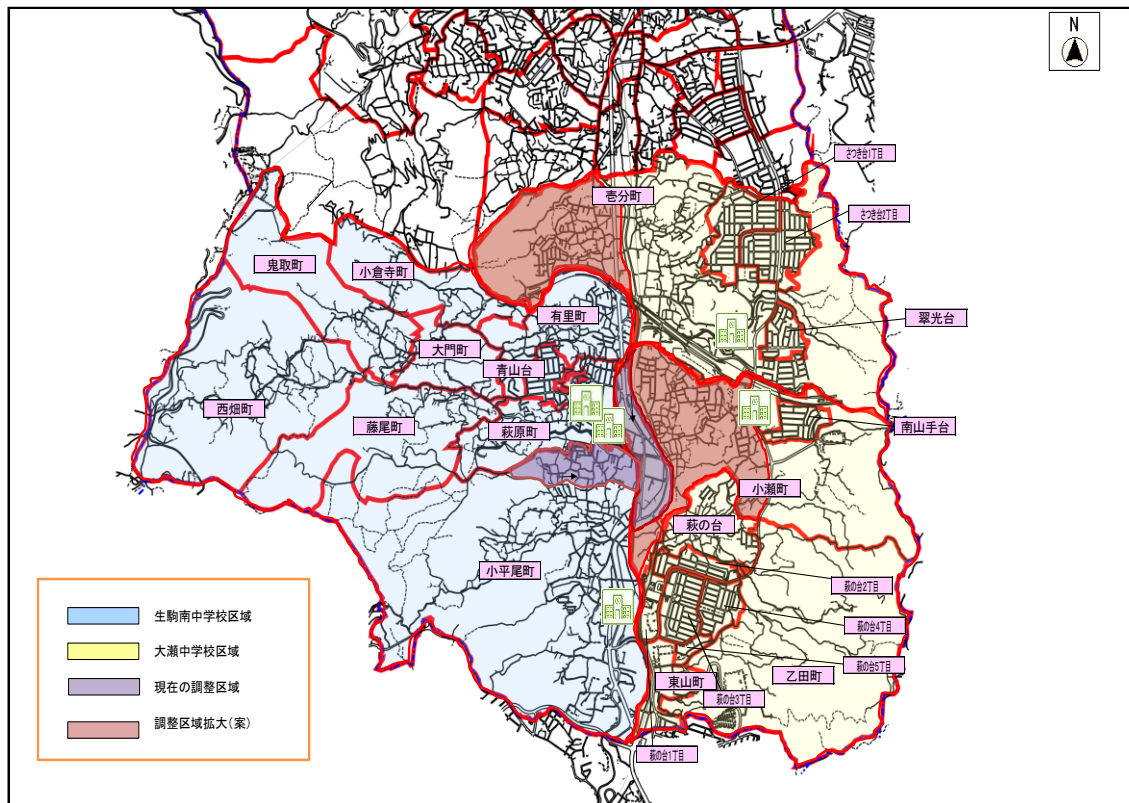 N
さつき台1丁目
壱分町
さつき台2丁目
鬼取町
小倉寺町
有里町
翠光台
大門町
青山台
西畑町
藤尾町
萩原町
南山手台
小瀬町
萩の台
小平尾町
萩の台2丁目
萩の台4丁目
萩の台5丁目
東山町
乙田町
萩の台3丁目
萩の台1丁目
生駒南中学校区域
大瀬中学校区域
現在の調整区域
調整区域拡大(案)